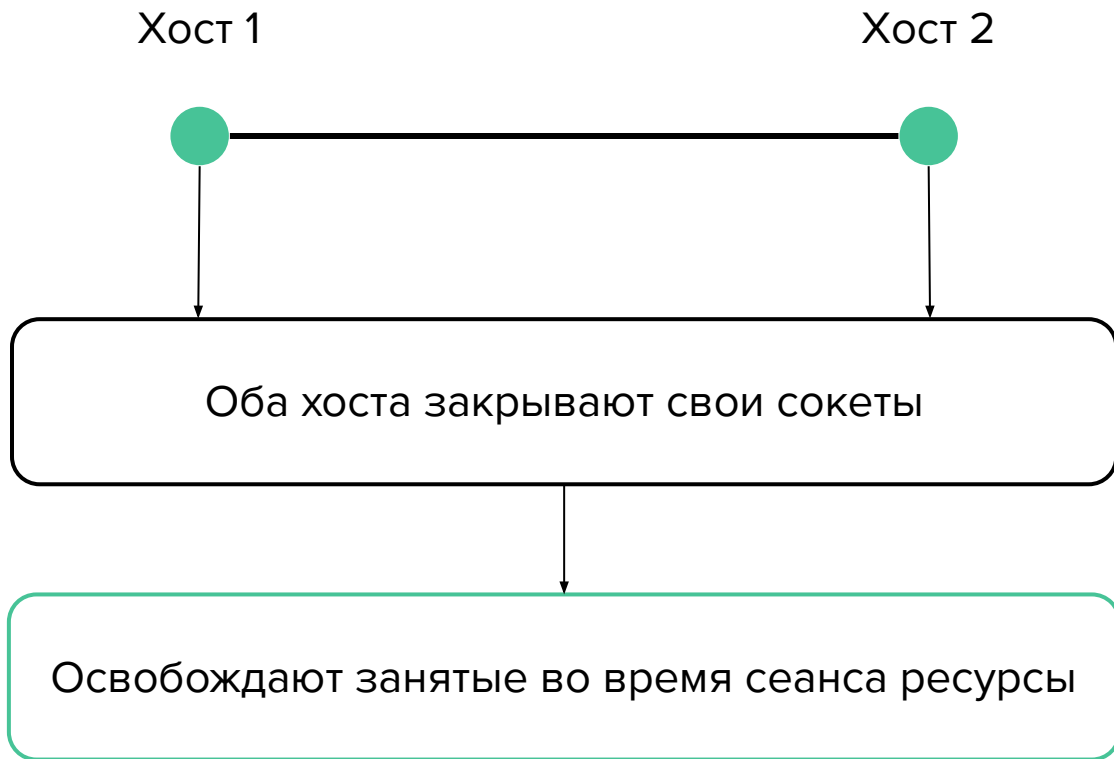 Хост 1
Хост 2
Оба хоста закрывают свои сокеты
Освобождают занятые во время сеанса ресурсы